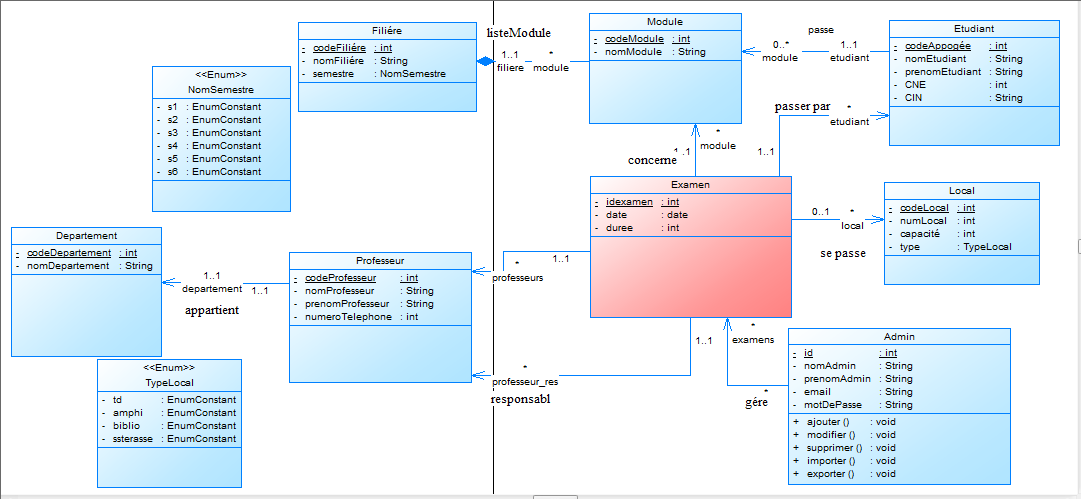 Filiére
- codeFiliére : int
- nomFiliére : String
- semestre : NomSemestre
listeModule
1..1
*
filiere
module
Module
- codeModule : int
- nomModule : String
passe
0..*
1..1
module
etudiant
Etudiant
- codeAppogée : int
- nomEtudiant : String
- prenomEtudiant : String
- CNE : int
- CIN : String
<<Enum>>
NomSemestre
- s1 : EnumConstant
- s2 : EnumConstant
- s3 : EnumConstant
- s4 : EnumConstant
- s5 : EnumConstant
- s6 : EnumConstant
passer par
*
etudiant
1..1
*
module
concerne
1..1
Examen
- idexamen : int
- date : date
- duree : int
0..1
*
local
se passe
Local
- codeLocal : int
- numLocal : int
- capacité : int
- type : TypeLocal
Departement
- codeDepartement : int
- nomDepartement : String
1..1
departement
1..1
appartient
Professeur
- codeProfesseur : int
- nomProfesseur : String
- prenomProfesseur : String
- numeroTelephone : int
*
professeurs
1..1
1..1
*
professeur_res
responsabl
*
examens
*
gére
Admin
- id : int
- nomAdmin : String
- prenomAdmin : String
- email : String
- motDePasse : String
+ ajouter () : void
+ modifier () : void
+ supprimer () : void
+ importer () : void
+ exporter () : void
<<Enum>>
TypeLocal
- td : EnumConstant
- amphi : EnumConstant
- biblio : EnumConstant
- ssterasse : EnumConstant